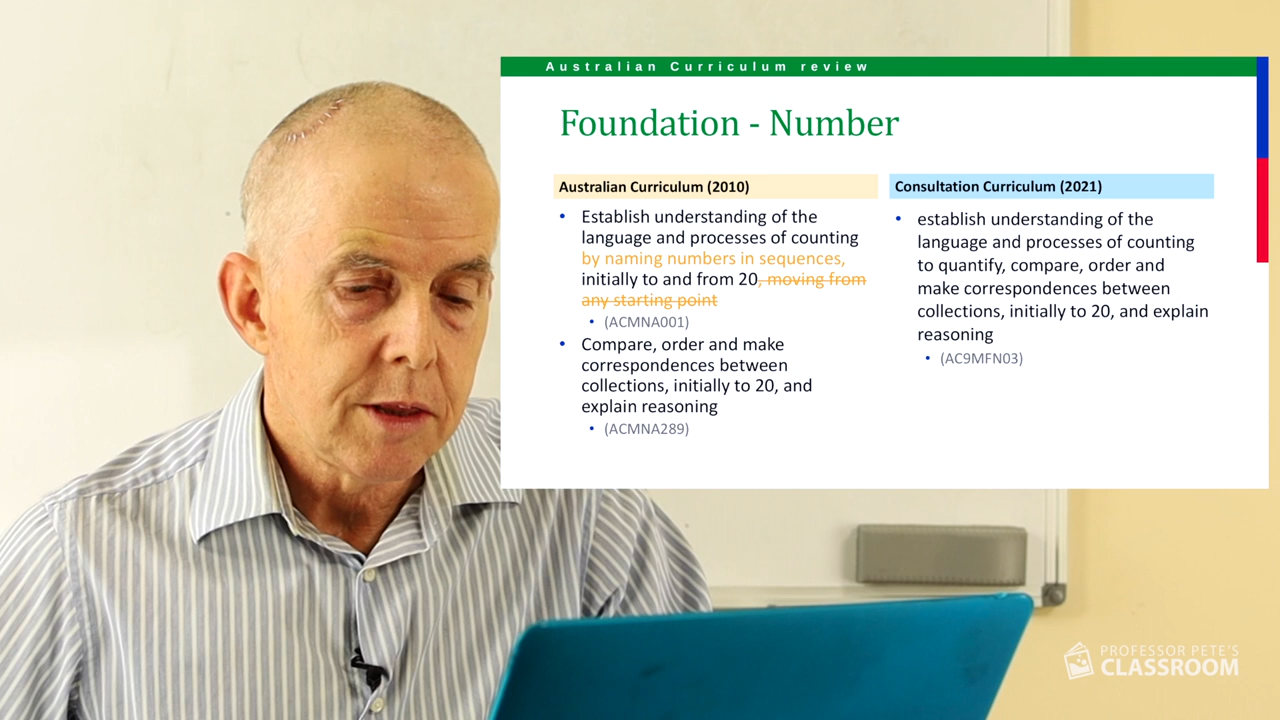 Australian Curriculum review
Foundation - Number
Australian Curriculum (2010)
• Establish understanding of the
language and processes of counting
by naming numbers in sequences,
initially to and from 20, moving from
any starting point
• (ACMNA001)
• Compare, order and make
correspondences between
collections, initially to 20, and
explain reasoning
• (ACMNA289)
Consultation Curriculum (2021)
• establish understanding of the
language and processes of counting
to quantify, compare, order and
make correspondences between
collections, initially to 20, and explain
reasoning
• (AC9MFN03)
PROFESSOR PETE'S
CLASSROOM